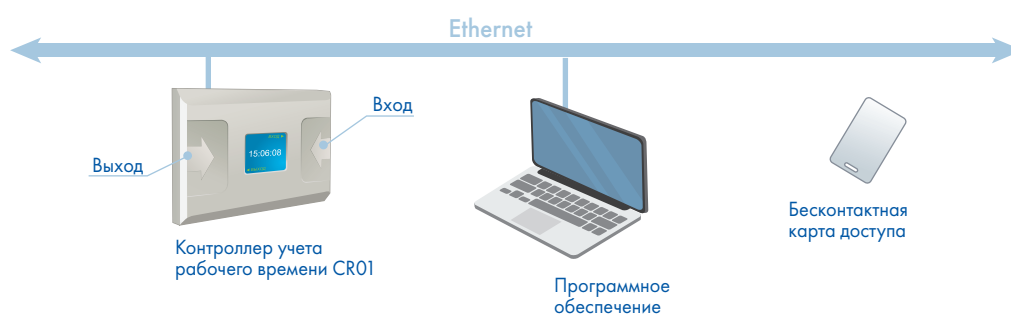 Ethernet
Вход
Выход
15:06:08
Контроллер учета
рабочего времени CR01
Программное
обеспечение
Бесконтактная
карта доступа